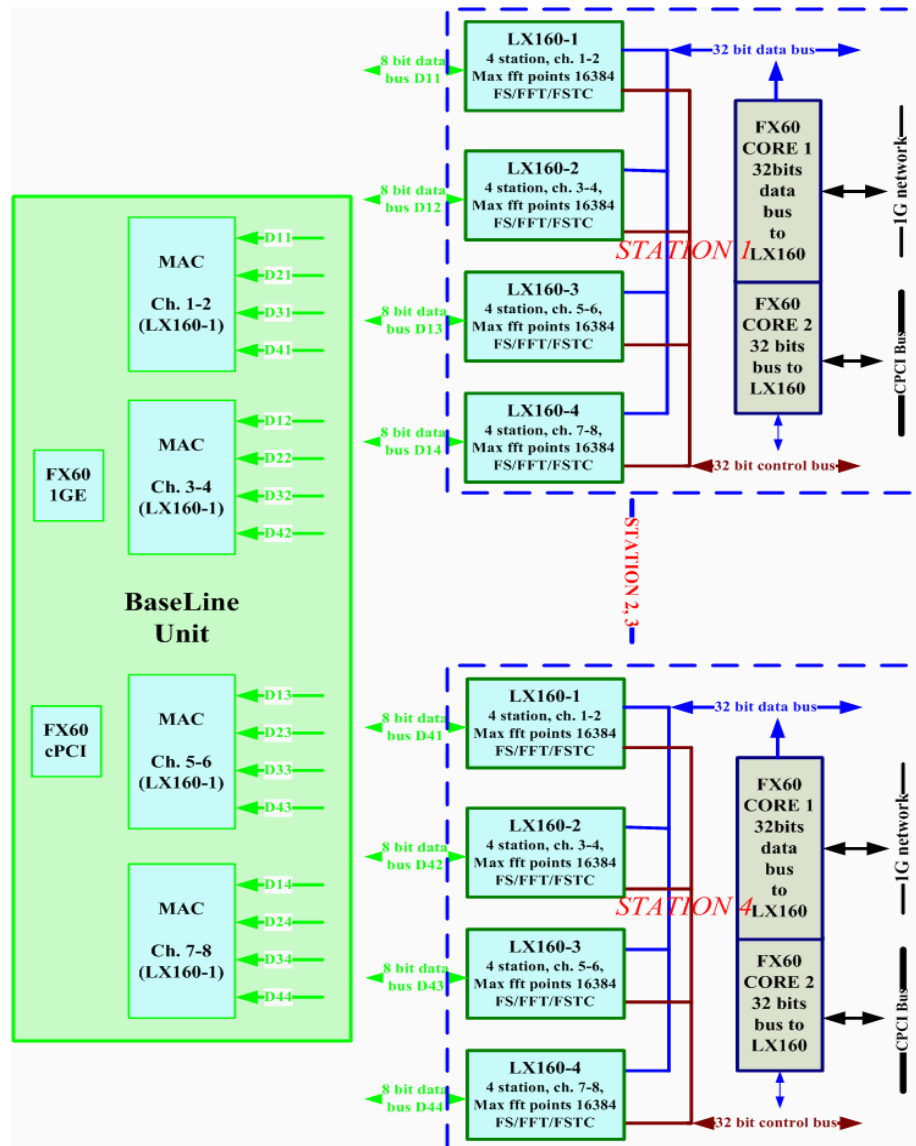 LX160-1
4 station, ch. 1-2
Max fft points 16384
FS/FFT/FSTC
8 bit data
bus D11
32 bit data bus
LX160-2
4 station, ch. 3-4,
Max fft points 16384
FS/FFT/FSTC
8 bit data
bus D12
LX160-3
4 station, ch. 5-6,
Max fft points 16384
FS/FFT/FSTC
8 bit data
bus D13
LX160-4
4 station, ch. 7-8,
Max fft points 16384
FS/FFT/FSTC
8 bit data
bus D14
STATION 1
FX60
CORE 1
32bits
data
bus
to
LX160
FX60
CORE 2
32 bits
bus to
LX160
1G network
CPCI Bus
32 bit control bus
MAC
Ch. 1-2
(LX160-1)
D11
D21
D31
D41
MAC
Ch. 3-4
(LX160-1)
D12
D22
D32
D42
FX60
1GE
BaseLine
Unit
FX60
cPCI
MAC
Ch. 5-6
(LX160-1)
D13
D23
D33
D43
MAC
Ch. 7-8
(LX160-1)
D14
D24
D34
D44
STATION 2, 3
LX160-1
4 station, ch. 1-2
Max fft points 16384
FS/FFT/FSTC
8 bit data
bus D41
32 bit data bus
LX160-2
4 station, ch. 3-4,
Max fft points 16384
FS/FFT/FSTC
8 bit data
bus D42
LX160-3
4 station, ch. 5-6,
Max fft points 16384
FS/FFT/FSTC
8 bit data
bus D43
LX160-4
4 station, ch. 7-8,
Max fft points 16384
FS/FFT/FSTC
8 bit data
bus D44
STATION 4
FX60
CORE 1
32bits
data
bus
to
LX160
FX60
CORE 2
32 bits
bus to
LX160
1G network
CPCI Bus
32 bit control bus